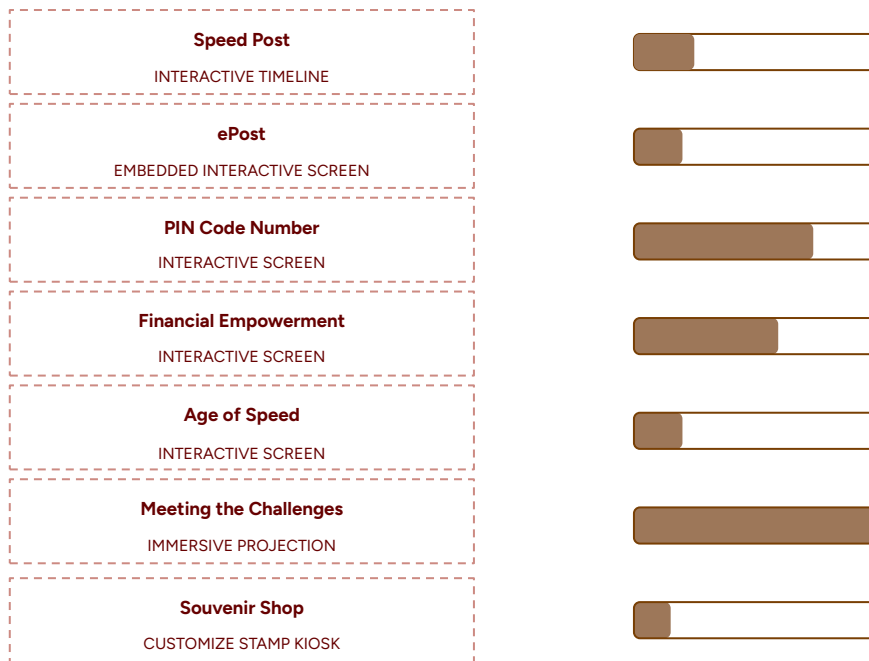 Speed Post
INTERACTIVE TIMELINE
ePost
EMBEDDED INTERACTIVE SCREEN
PIN Code Number
INTERACTIVE SCREEN
Financial Empowerment
INTERACTIVE SCREEN
Age of Speed
INTERACTIVE SCREEN
Meeting the Challenges
IMMERSIVE PROJECTION
Souvenir Shop
CUSTOMIZE STAMP KIOSK